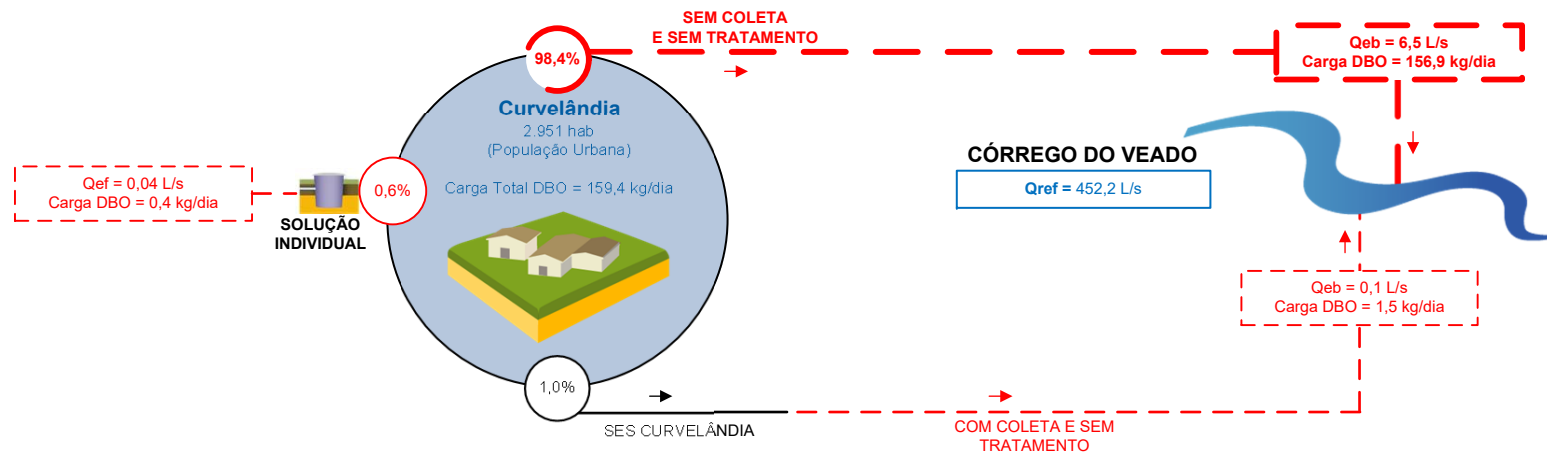 SEM COLETA
E SEM TRATAMENTO
98,4%
Qeb = 6,5 L/s
Carga DBO = 156,9 kg/dia
Curvelândia
2.951 hab
(População Urbana)
Carga Total DBO = 159,4 kg/dia
CÓRREGO DO VEADO
Qref = 452,2 L/s
Qef = 0,04 L/s
Carga DBO = 0,4 kg/dia
0,6%
SOLUÇÃO
INDIVIDUAL
Qeb = 0,1 L/s
Carga DBO = 1,5 kg/dia
1,0%
SES CURVELÂNDIA
COM COLETA E SEM
TRATAMENTO